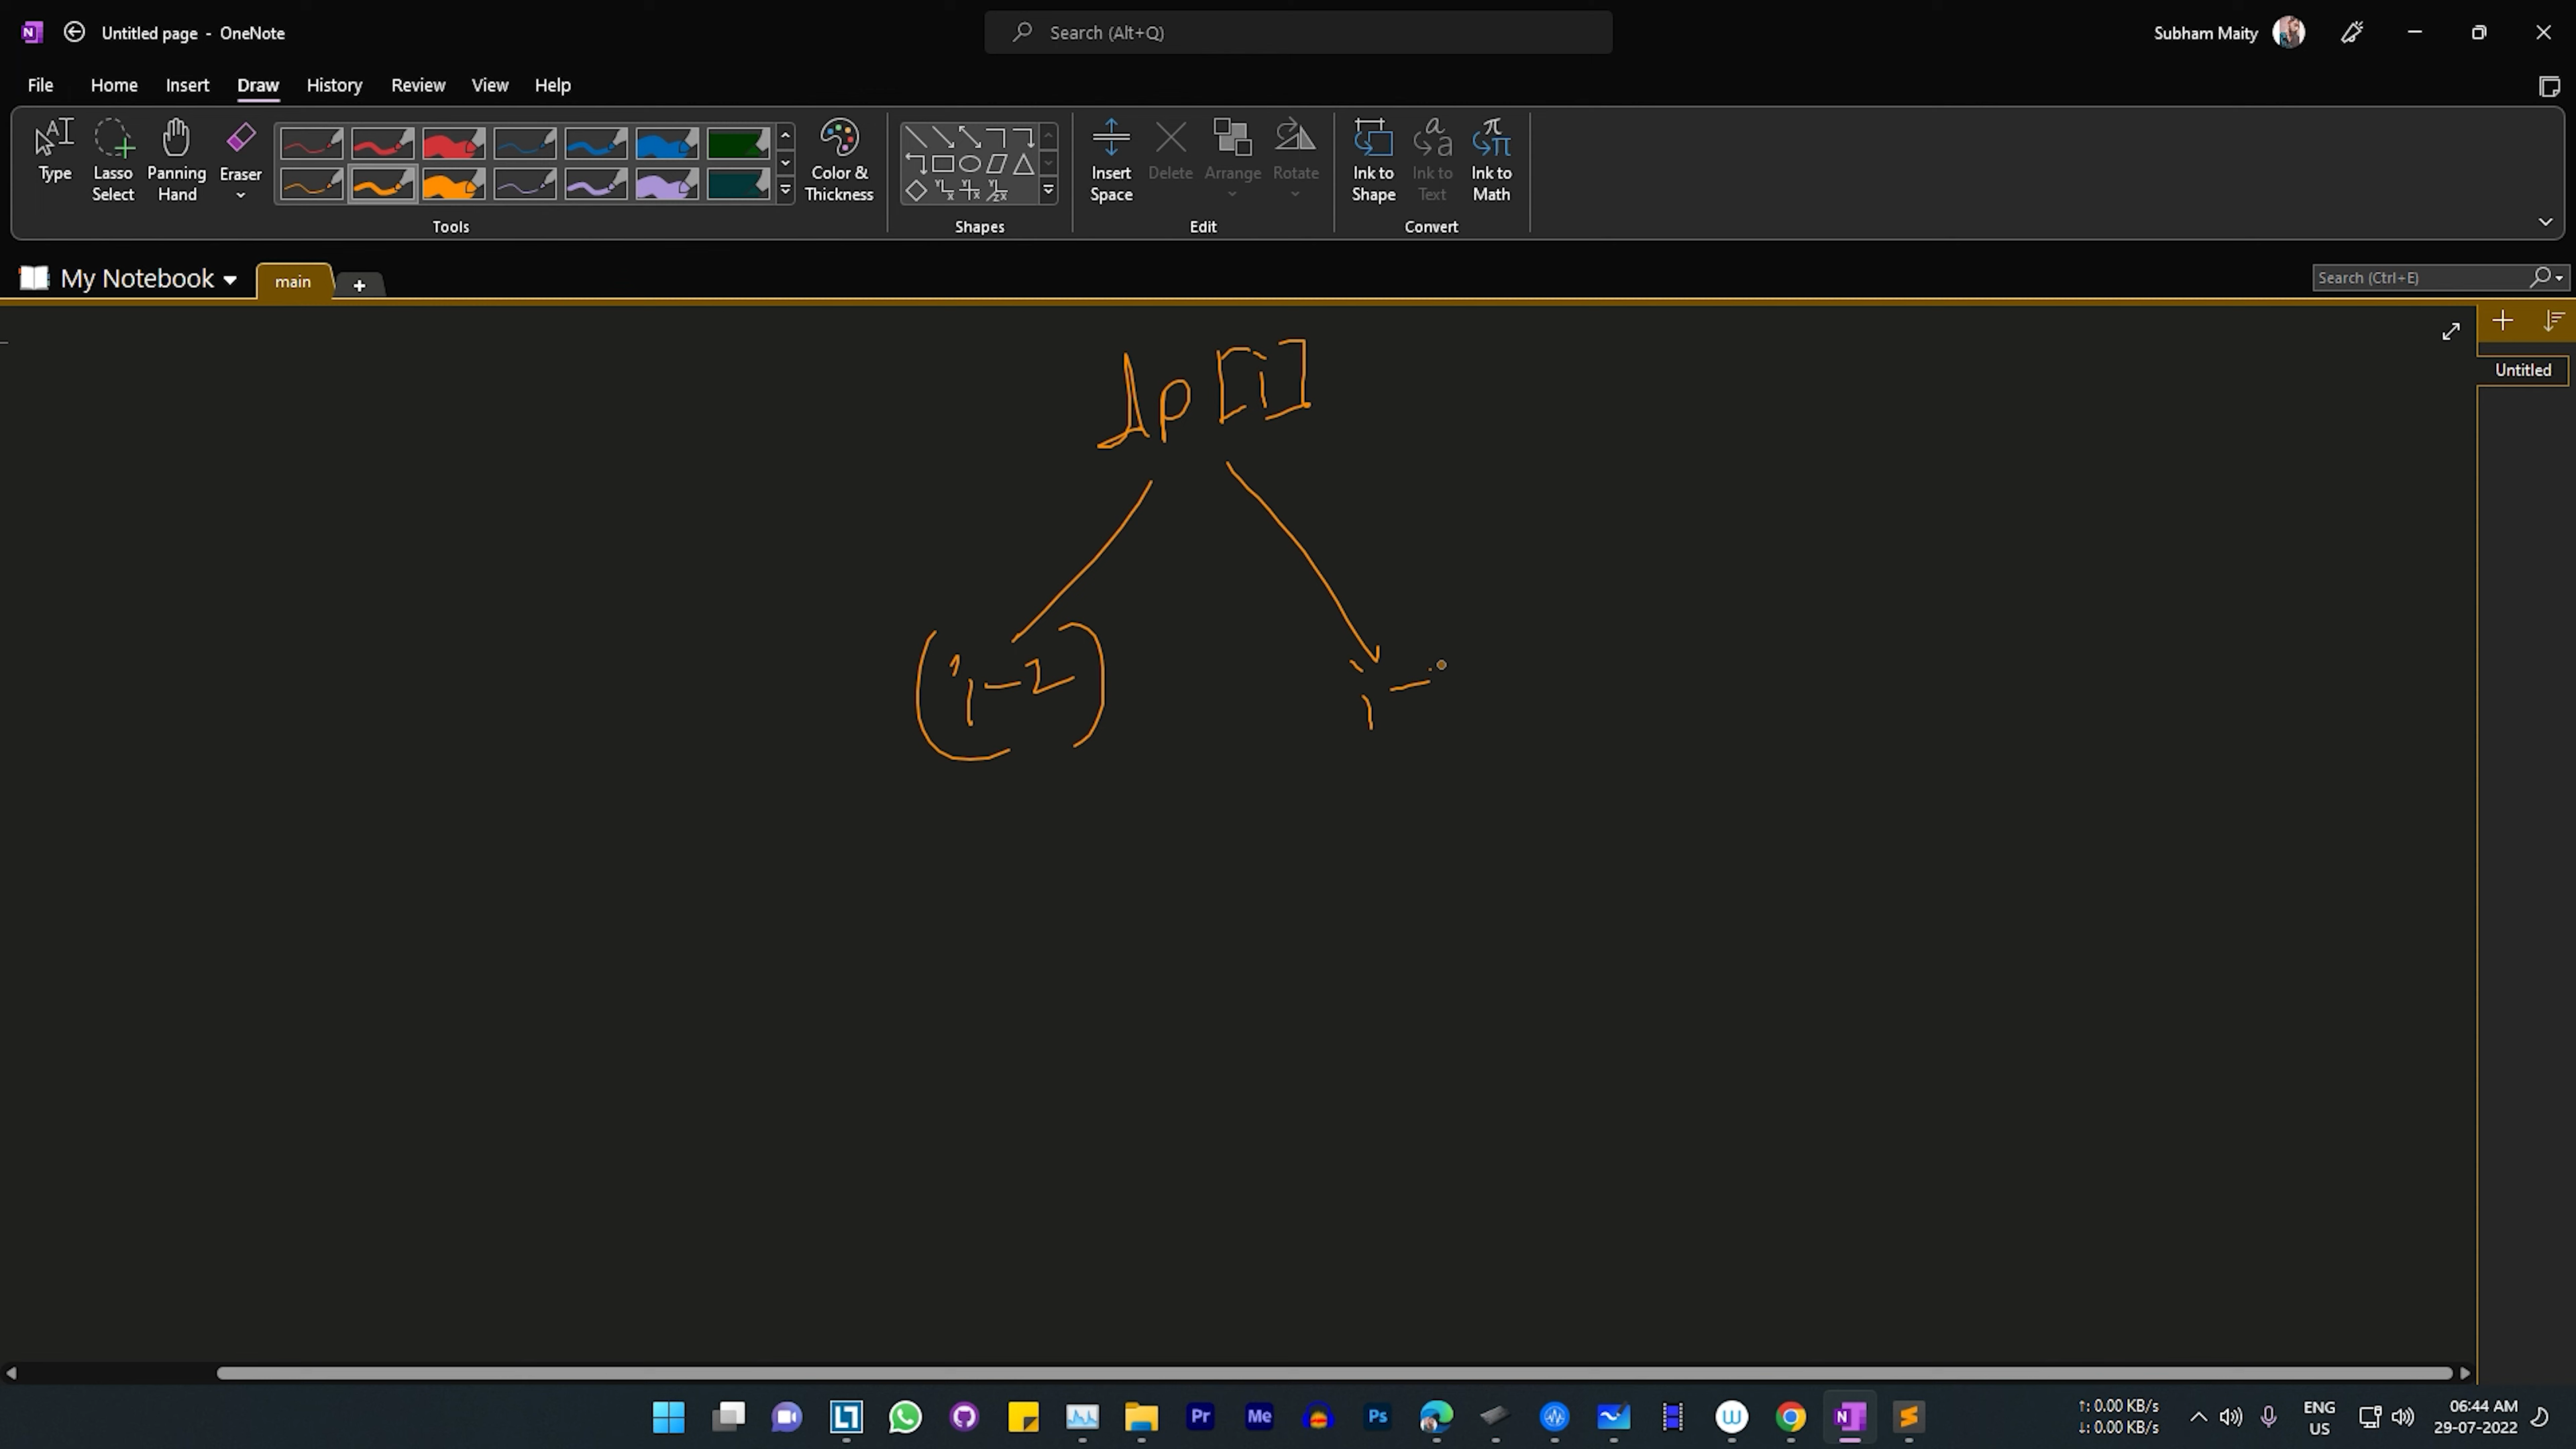 Untitled page - OneNote
Search (Alt+Q)
Subham Maity
File Home Insert Draw History Review View Help
Type
Lasso Select
Panning Hand
Eraser
Color & Thickness
Insert Space
Delete
Arrange
Rotate
Ink to Shape
Ink to Text
Ink to Math
Tools
Shapes
Edit
Convert
My Notebook
main
Search (Ctrl+E)
Untitled
dp [i]
(i-2)
i -
Pr
Me
Ps
↑: 0.00 KB/s
↓: 0.00 KB/s
ENG
US
06:44 AM
29-07-2022